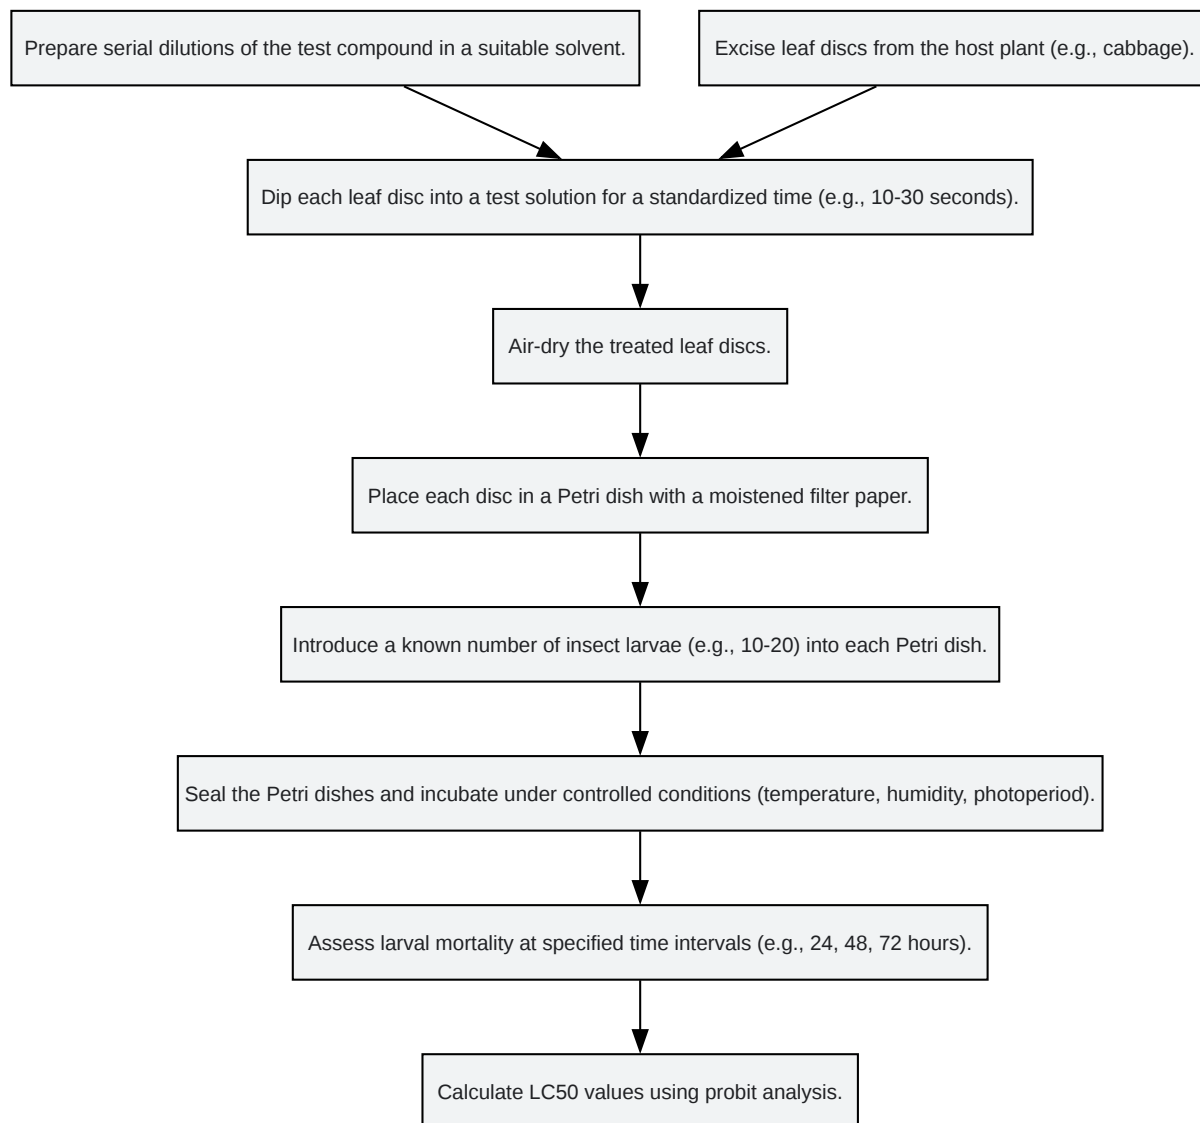 Prepare serial dilutions of the test compound in a suitable solvent.
Excise leaf discs from the host plant (e.g., cabbage).
Dip each leaf disc into a test solution for a standardized time (e.g., 10-30 seconds).
Air-dry the treated leaf discs.
Place each disc in a Petri dish with a moistened filter paper.
Introduce a known number of insect larvae (e.g., 10-20) into each Petri dish.
Seal the Petri dishes and incubate under controlled conditions (temperature, humidity, photoperiod).
Assess larval mortality at specified time intervals (e.g., 24, 48, 72 hours).
Calculate LC50 values using probit analysis.